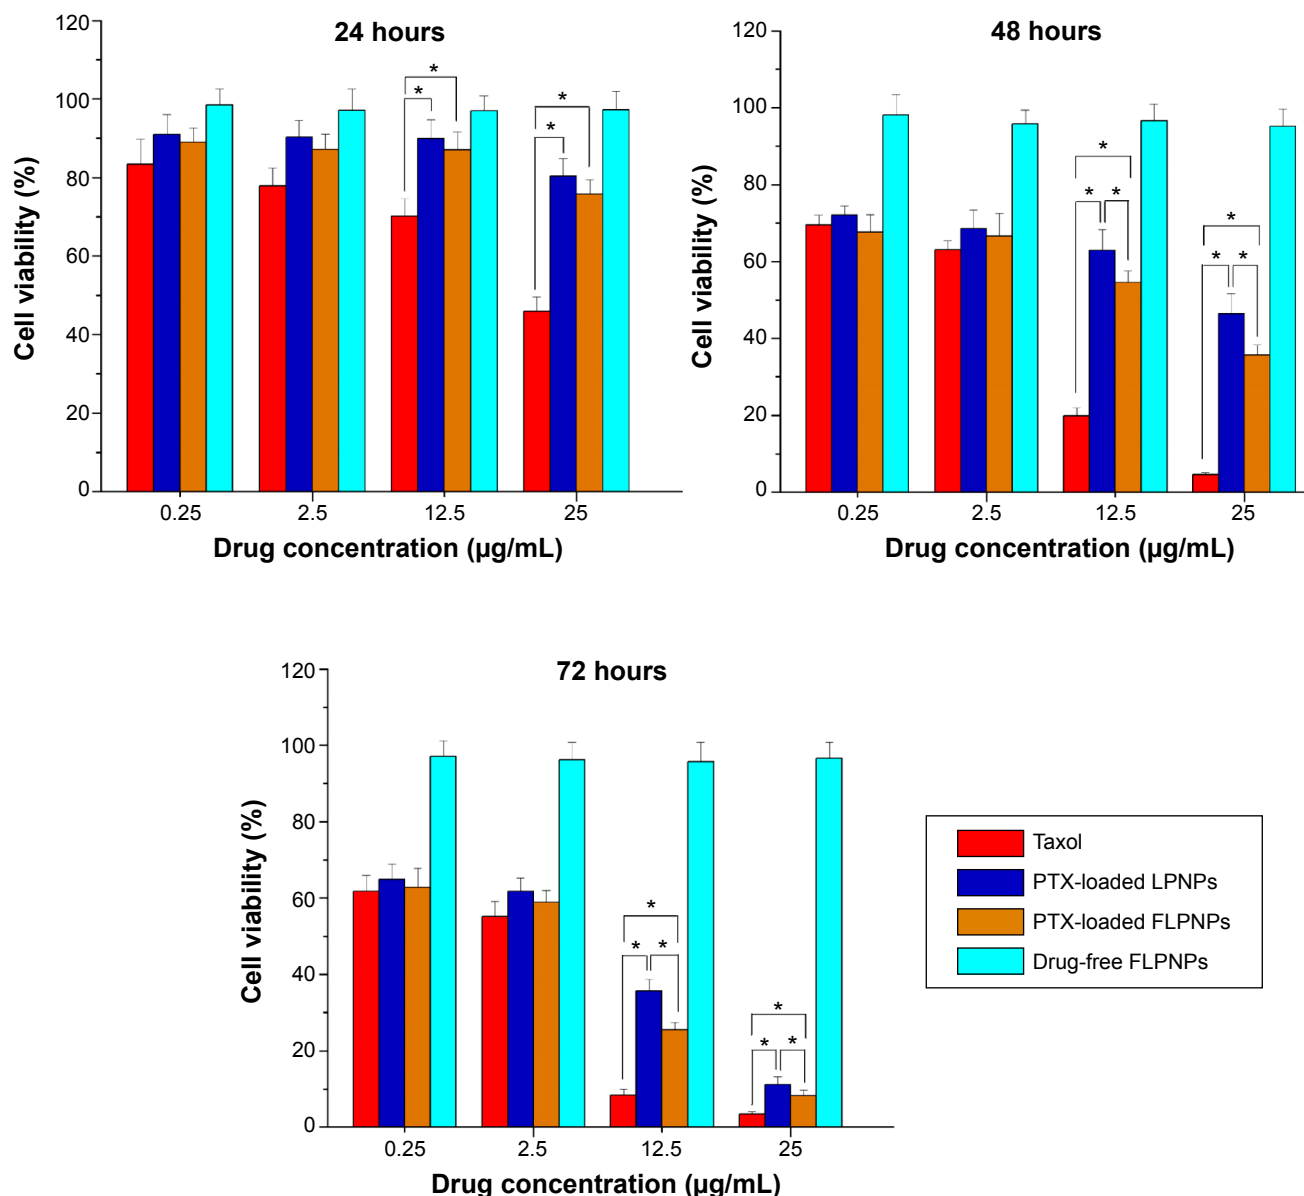 24 hours
120
100
80
60
40
20
0
Cell viability (%)
*
*
*
*
0.25 2.5 12.5 25
Drug concentration (µg/mL)
48 hours
120
100
80
60
40
20
0
Cell viability (%)
*
* *
*
* *
0.25 2.5 12.5 25
Drug concentration (µg/mL)
72 hours
120
100
80
60
40
20
0
Cell viability (%)
*
* *
*
* *
0.25 2.5 12.5 25
Drug concentration (µg/mL)
Taxol
PTX-loaded LPNPs
PTX-loaded FLPNPs
Drug-free FLPNPs